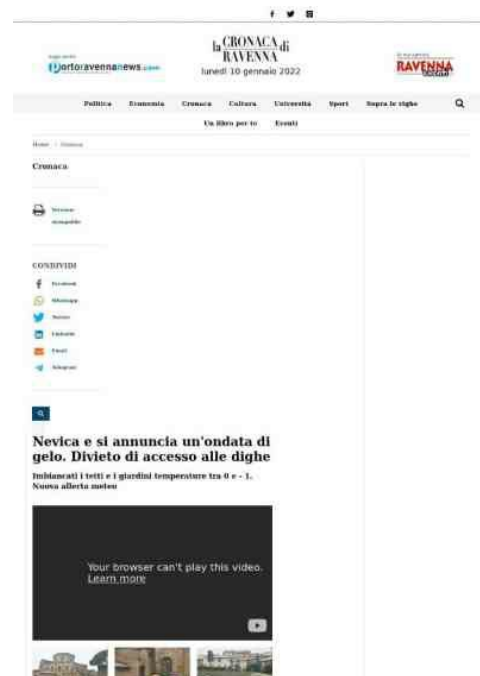 la CRONACA di
RAVENNA
lunedì 10 gennaio 2022
portoravennanews.com
RAVENNA
Politica Economia Cronaca Cultura Università Sport Sopra le righe
Un libro per te Eventi
Home > Cronaca
Cronaca
Versione
stampabile
CONDIVIDI
Facebook
Whatsapp
Twitter
Linkedin
Email
Telegram
Nevica e si annuncia un'ondata di
gelo. Divieto di accesso alle dighe
Imbiancati i tetti e i giardini temperature tra 0 e - 1.
Nuova allerta meteo
Your browser can't play this video.
Learn more